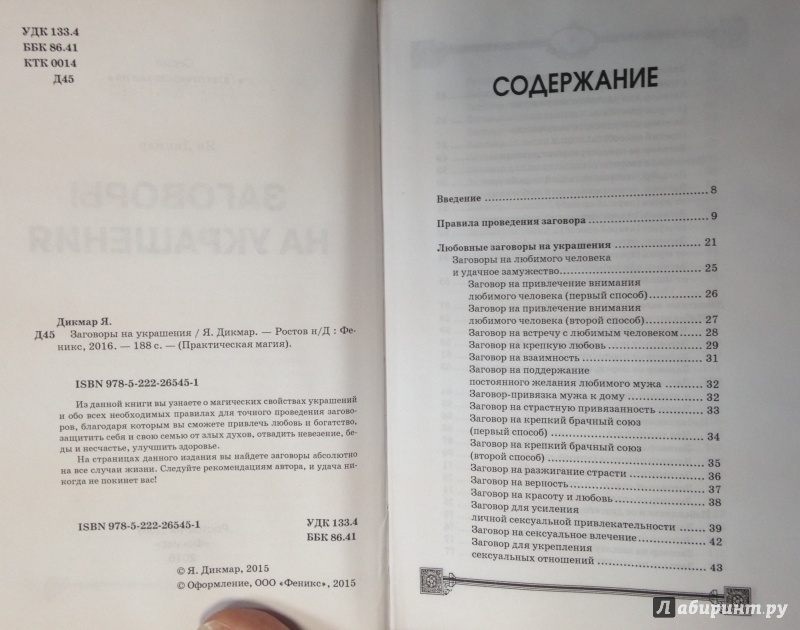 УДК 133.4
ББК 86.41
КТК 0014
Д45
ЗАГОВОРЫ
НА УКРАШЕНИЯ
Дикмар Я.
Д45 Заговоры на украшения / Я. Дикмар. — Ростов н/Д : Фе-
никс, 2016. — 188 с. — (Практическая магия).
ISBN 978-5-222-26545-1
Из данной книги вы узнаете о магических свойствах украшений
и обо всех необходимых правилах для точного проведения загово-
ров, благодаря которым вы сможете привлечь любовь и богатство,
защитить себя и свою семью от злых духов, отвадить невезение, бе-
ды и несчастье, улучшить здоровье.
На страницах данного издания вы найдете заговоры абсолютно
на все случаи жизни. Следуйте рекомендациям автора, и удача ни-
когда не покинет вас!
ISBN 978-5-222-26545-1
УДК 133.4
ББК 86.41
© Я. Дикмар, 2015
© Оформление, ООО «Феникс», 2015
СОДЕРЖАНИЕ
Введение ........ 8
Правила проведения заговора ........ 9
Любовные заговоры на украшения ........ 21
Заговоры на любимого человека
и удачное замужество ........ 25
Заговор на привлечение внимания
любимого человека (первый способ) ........ 26
Заговор на привлечение внимания
любимого человека (второй способ) ........ 27
Заговор на встречу с любимым человеком ........ 28
Заговор на крепкую любовь ........ 29
Заговор на взаимность ........ 31
Заговор на поддержание
постоянного желания любимого мужа ........ 32
Заговор-привязка мужа к дому ........ 32
Заговор на страстную привязанность ........ 33
Заговор на крепкий брачный союз
(первый способ) ........ 34
Заговор на крепкий брачный союз
(второй способ) ........ 35
Заговор на разжигание страсти ........ 36
Заговор на верность ........ 37
Заговор на красоту и любовь ........ 38
Заговор для усиления
личной сексуальной привлекательности ........ 39
Заговор на сексуальное влечение ........ 42
Заговор для укрепления
сексуальных отношений ........ 43
Лабиринт.ру